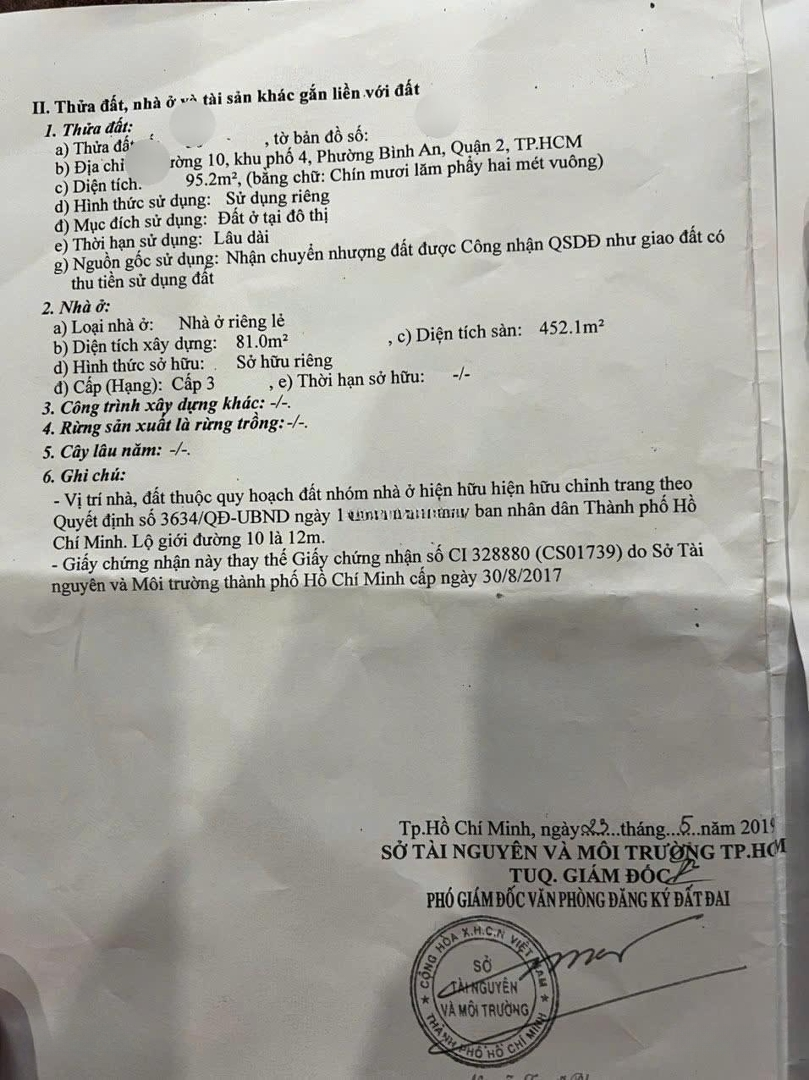 II. Thửa đất, nhà ở và tài sản khác gắn liền với đất
1. Thửa đất:
a) Thửa đất , tờ bản đồ số:
b) Địa chỉ ường 10, khu phố 4, Phường Bình An, Quận 2, TP.HCM
c) Diện tích. 95.2m², (bằng chữ: Chín mươi lăm phẩy hai mét vuông)
d) Hình thức sử dụng: Sử dụng riêng
đ) Mục đích sử dụng: Đất ở tại đô thị
e) Thời hạn sử dụng: Lâu dài
g) Nguồn gốc sử dụng: Nhận chuyển nhượng đất được Công nhận QSDĐ như giao đất có
thu tiền sử dụng đất
2. Nhà ở:
a) Loại nhà ở: Nhà ở riêng lẻ
b) Diện tích xây dựng: 81.0m² , c) Diện tích sàn: 452.1m²
d) Hình thức sở hữu: Sở hữu riêng
đ) Cấp (Hạng): Cấp 3 , e) Thời hạn sở hữu: -/-
3. Công trình xây dựng khác: -/-.
4. Rừng sản xuất là rừng trồng: -/-.
5. Cây lâu năm: -/-.
6. Ghi chú:
- Vị trí nhà, đất thuộc quy hoạch đất nhóm nhà ở hiện hữu hiện hữu chỉnh trang theo
Quyết định số 3634/QĐ-UBND ngày ban nhân dân Thành phố Hồ
Chí Minh. Lộ giới đường 10 là 12m.
- Giấy chứng nhận này thay thế Giấy chứng nhận số CI 328880 (CS01739) do Sở Tài
nguyên và Môi trường thành phố Hồ Chí Minh cấp ngày 30/8/2017
Tp.Hồ Chí Minh, ngày 23...tháng...5..năm 2019
SỞ TÀI NGUYÊN VÀ MÔI TRƯỜNG TP.HCM
TUQ. GIÁM ĐỐC
PHÓ GIÁM ĐỐC VĂN PHÒNG ĐĂNG KÝ ĐẤT ĐAI
CỘNG HÒA X.H.C.N VIỆT NAM
SỞ
TÀI NGUYÊN
VÀ MÔI TRƯỜNG
THÀNH PHỐ HỒ CHÍ MINH